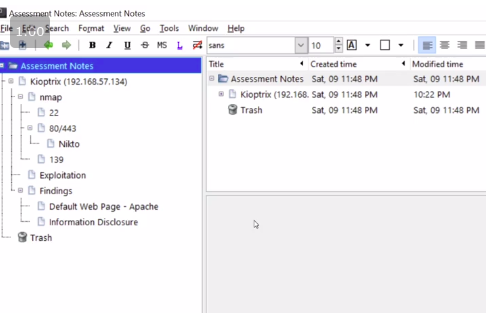 Assessment Notes: Assessment Notes
File Edit Search Format View Go Tools Window Help
1.00
B I U MS L sans 10 A
Assessment Notes
Kioptrix (192.168.57.134)
nmap
22
80/443
Nikto
139
Exploitation
Findings
Default Web Page - Apache
Information Disclosure
Trash
Title Created time Modified time
Assessment Notes Sat, 09 11:48 PM Sat, 09 11:48 PM
Kioptrix (192.168. Sat, 09 11:48 PM 10:22 PM
Trash Sat, 09 11:48 PM Sat, 09 11:48 PM